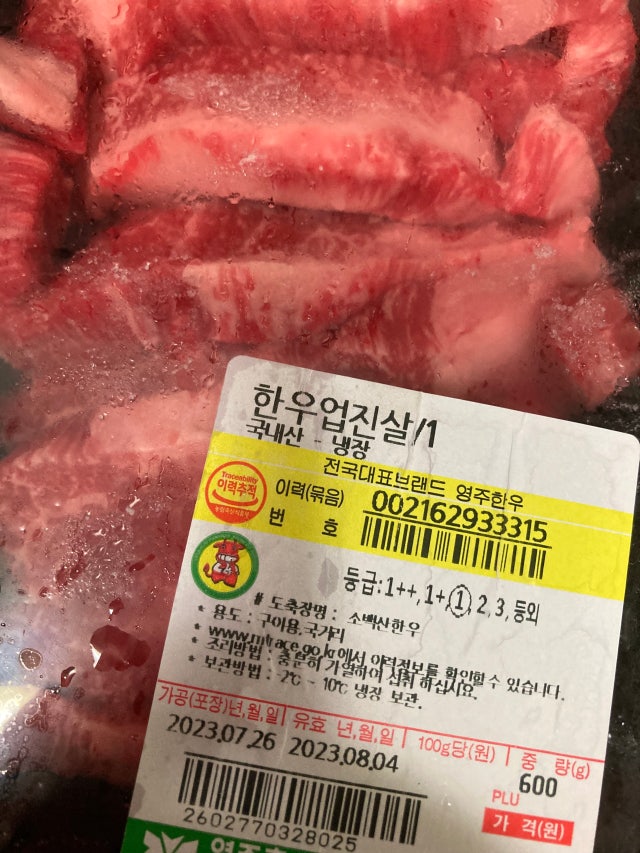 한우업진살/1
국내산 - 냉장
전국대표브랜드 영주한우
Traceability
이력추적
이력(묶음) 번 호
002162933315
등급:1++,1+,1,2,3,등외
# 도축장명 : 소백산한우
* 용도 : 구이용,국거리
* www.mtrace.go.kr에서 이력정보를 확인할 수 있습니다.
* 조리방법 : 충분히 가열하여 섭취 하십시요.
* 보관방법 : -2℃ ~ 10℃ 냉장 보관.
가공(포장)년,월,일 유효 년,월,일 100g당(원) 중 량(g)
2023.07.26 2023.08.04 600
PLU
가 격(원)
2602770328025